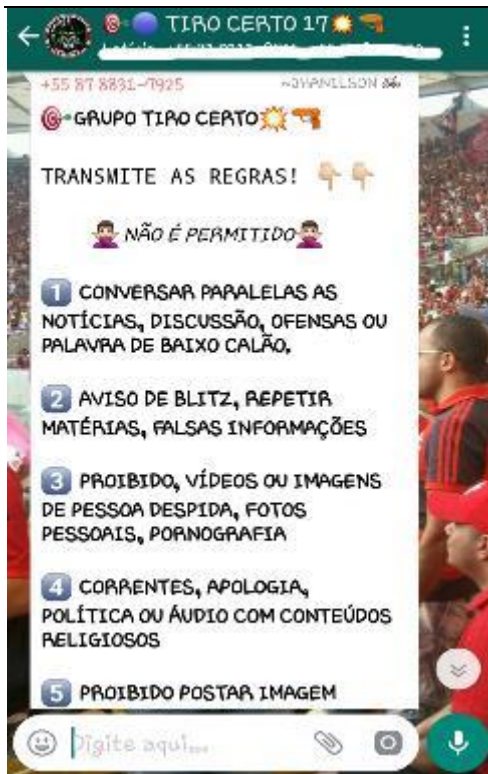 TIRO CERTO 17
+55 87 8831-7925
GRUPO TIRO CERTO
TRANSMITE AS REGRAS!
NÃO É PERMITIDO
1 CONVERSAR PARALELAS AS
NOTÍCIAS, DISCUSSÃO, OFENSAS OU
PALAVRA DE BAIXO CALÃO.
2 AVISO DE BLITZ, REPETIR
MATÉRIAS, FALSAS INFORMAÇÕES
3 PROIBIDO, VÍDEOS OU IMAGENS
DE PESSOA DESPIDA, FOTOS
PESSOAIS, PORNOGRAFIA
4 CORRENTES, APOLOGIA,
POLÍTICA OU ÁUDIO COM CONTEÚDOS
RELIGIOSOS
5 PROIBIDO POSTAR IMAGEM
Digite aqui...